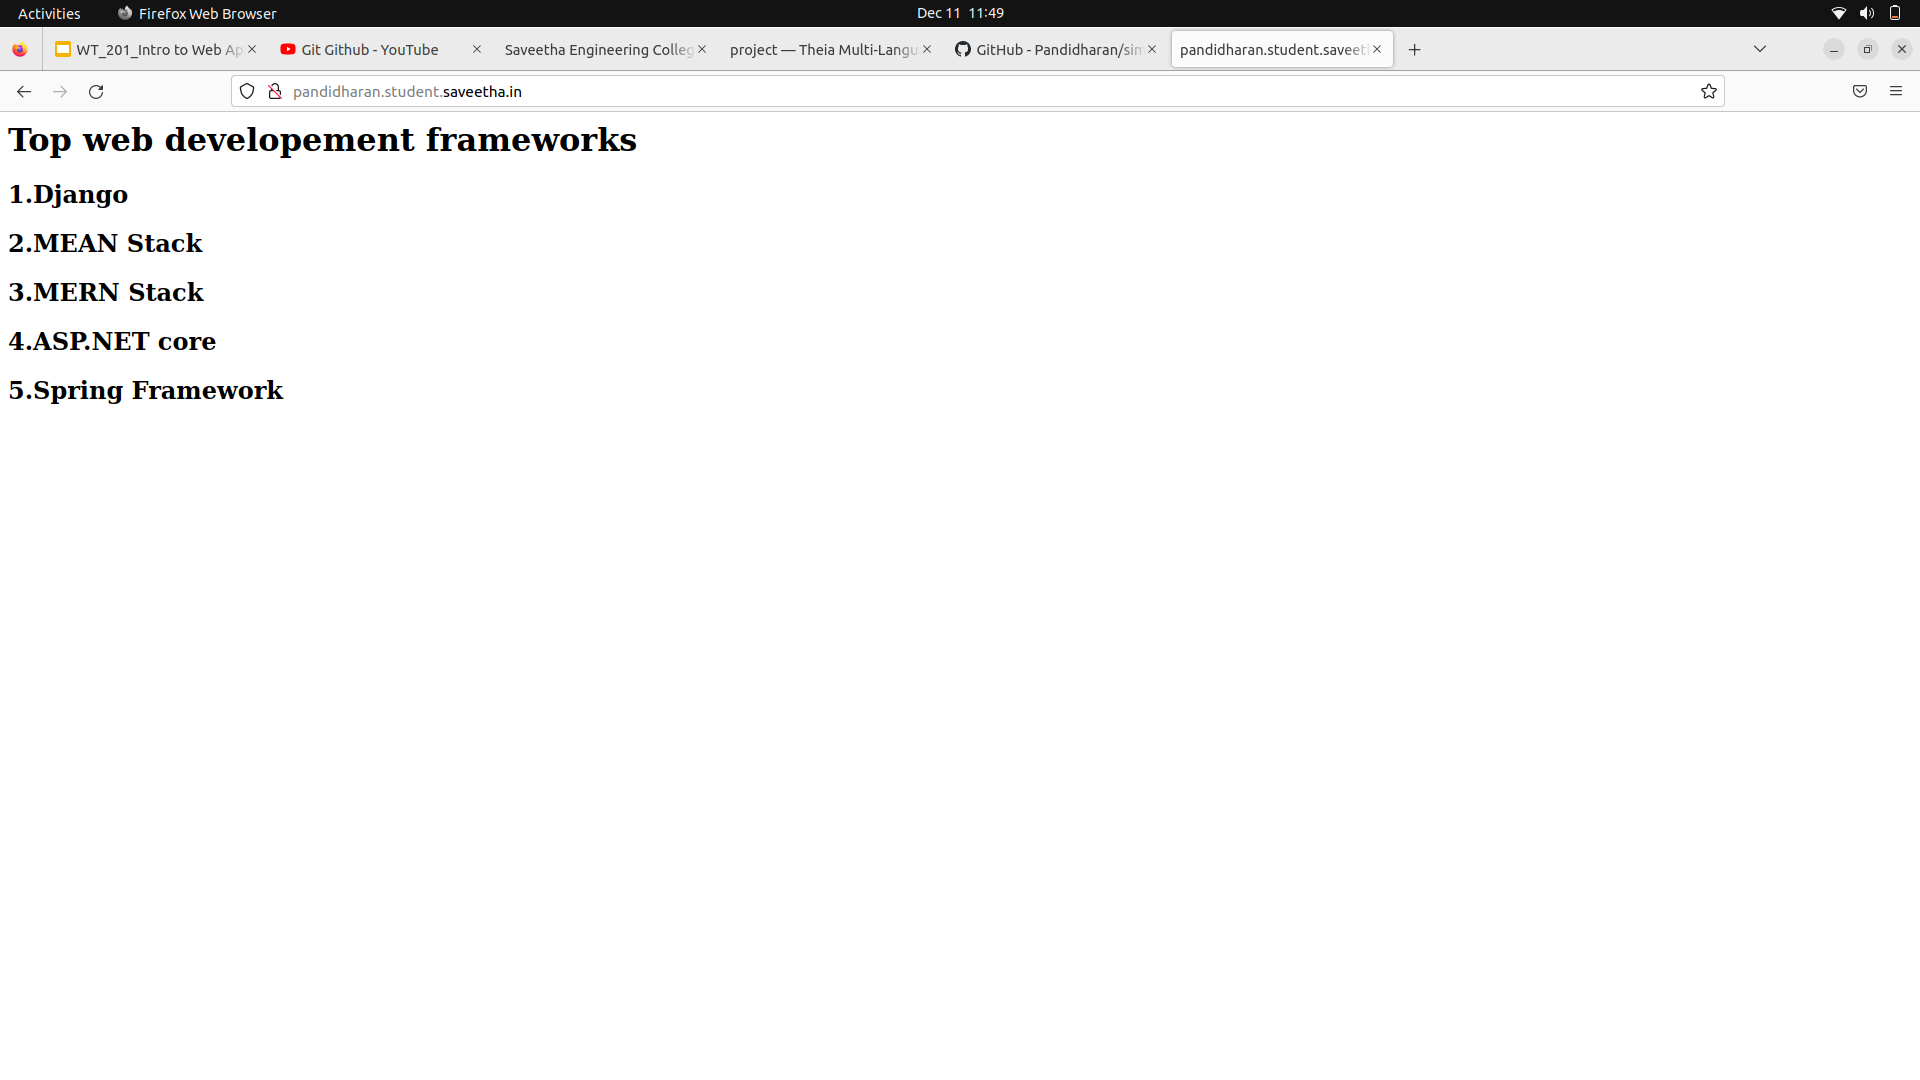 Activities
Firefox Web Browser
Dec 11 11:49
WT_201_Intro to Web Ap
Git Github - YouTube
Saveetha Engineering Colleg
project — Theia Multi-Langu
GitHub - Pandidharan/sim
pandidharan.student.saveeth
pandidharan.student.saveetha.in
Top web developement frameworks
1.Django
2.MEAN Stack
3.MERN Stack
4.ASP.NET core
5.Spring Framework